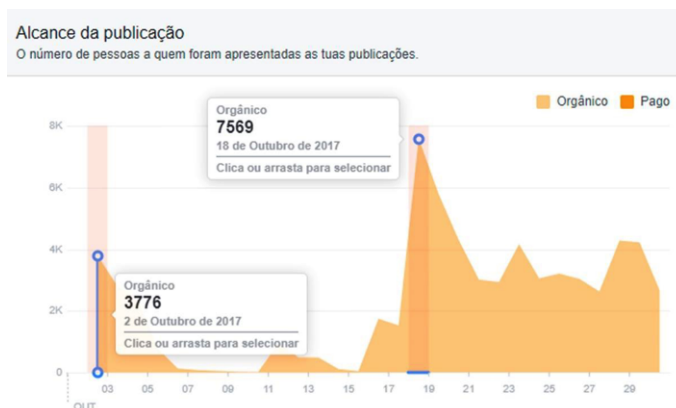 Alcance da publicação
O número de pessoas a quem foram apresentadas as tuas publicações.
Orgânico Pago
Orgânico
7569
18 de Outubro de 2017
Clica ou arrasta para selecionar
8K
6K
4K
2K
0
Orgânico
3776
2 de Outubro de 2017
Clica ou arrasta para selecionar
03 05 07 09 11 13 15 17 19 21 23 25 27 29
OUT